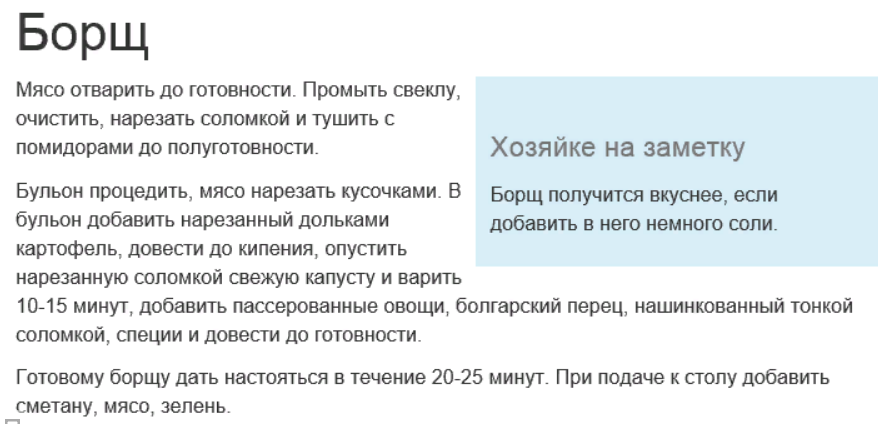 Борщ
Мясо отварить до готовности. Промыть свеклу,
очистить, нарезать соломкой и тушить с
помидорами до полуготовности.
Бульон процедить, мясо нарезать кусочками. В
бульон добавить нарезанный дольками
картофель, довести до кипения, опустить
нарезанную соломкой свежую капусту и варить
10-15 минут, добавить пассерованные овощи, болгарский перец, нашинкованный тонкой
соломкой, специи и довести до готовности.
Готовому борщу дать настояться в течение 20-25 минут. При подаче к столу добавить
сметану, мясо, зелень.
Хозяйке на заметку
Борщ получится вкуснее, если
добавить в него немного соли.